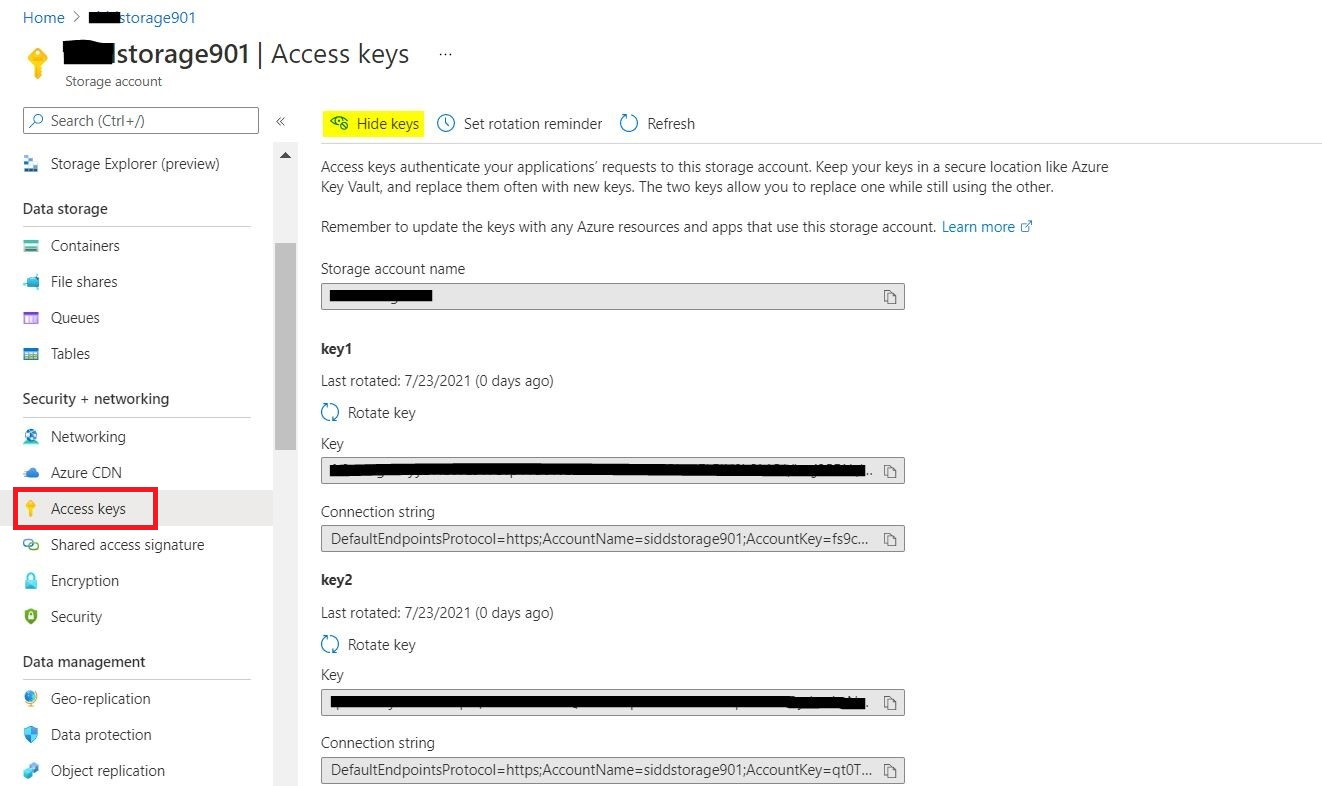 Home > storage901
storage901 | Access keys ...
Storage account
Search (Ctrl+/) «
Hide keys Set rotation reminder Refresh
Storage Explorer (preview)
Data storage
Containers
File shares
Queues
Tables
Security + networking
Networking
Azure CDN
Access keys
Shared access signature
Encryption
Security
Data management
Geo-replication
Data protection
Object replication
Access keys authenticate your applications’ requests to this storage account. Keep your keys in a secure location like Azure
Key Vault, and replace them often with new keys. The two keys allow you to replace one while still using the other.
Remember to update the keys with any Azure resources and apps that use this storage account. Learn more
Storage account name
key1
Last rotated: 7/23/2021 (0 days ago)
Rotate key
Key
Connection string
DefaultEndpointsProtocol=https;AccountName=siddstorage901;AccountKey=fs9c...
key2
Last rotated: 7/23/2021 (0 days ago)
Rotate key
Key
Connection string
DefaultEndpointsProtocol=https;AccountName=siddstorage901;AccountKey=qt0T...